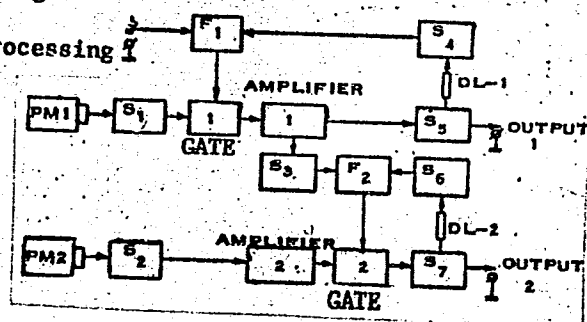 F1
S4
rocessing
AMPLIFIER
DL-1
PM1
S1
1
1
S5
OUTPUT
1
GATE
S3
F2
S6
DL-2
AMPLIFIER
PM2
S2
2
2
S7
OUTPUT
2
GATE